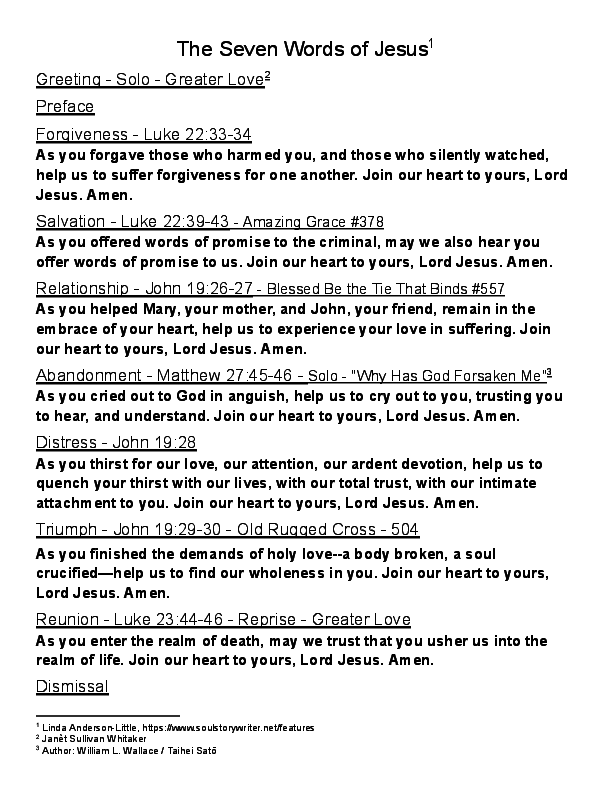 The Seven Words of Jesus1
Greeting - Solo - Greater Love2
Preface
Forgiveness - Luke 22:33-34
As you forgave those who harmed you, and those who silently watched,
help us to suffer forgiveness for one another. Join our heart to yours, Lord
Jesus. Amen.
Salvation - Luke 22:39-43 - Amazing Grace #378
As you offered words of promise to the criminal, may we also hear you
offer words of promise to us. Join our heart to yours, Lord Jesus. Amen.
Relationship - John 19:26-27 - Blessed Be the Tie That Binds #557
As you helped Mary, your mother, and John, your friend, remain in the
embrace of your heart, help us to experience your love in suffering. Join
our heart to yours, Lord Jesus. Amen.
Abandonment - Matthew 27:45-46 - Solo - "Why Has God Forsaken Me"3
As you cried out to God in anguish, help us to cry out to you, trusting you
to hear, and understand. Join our heart to yours, Lord Jesus. Amen.
Distress - John 19:28
As you thirst for our love, our attention, our ardent devotion, help us to
quench your thirst with our lives, with our total trust, with our intimate
attachment to you. Join our heart to yours, Lord Jesus. Amen.
Triumph - John 19:29-30 - Old Rugged Cross - 504
As you finished the demands of holy love--a body broken, a soul
crucified—help us to find our wholeness in you. Join our heart to yours,
Lord Jesus. Amen.
Reunion - Luke 23:44-46 - Reprise - Greater Love
As you enter the realm of death, may we trust that you usher us into the
realm of life. Join our heart to yours, Lord Jesus. Amen.
Dismissal
1 Linda Anderson-Little, https://www.soulstorywriter.net/features
2 Janèt Sullivan Whitaker
3 Author: William L. Wallace / Taihei Satō